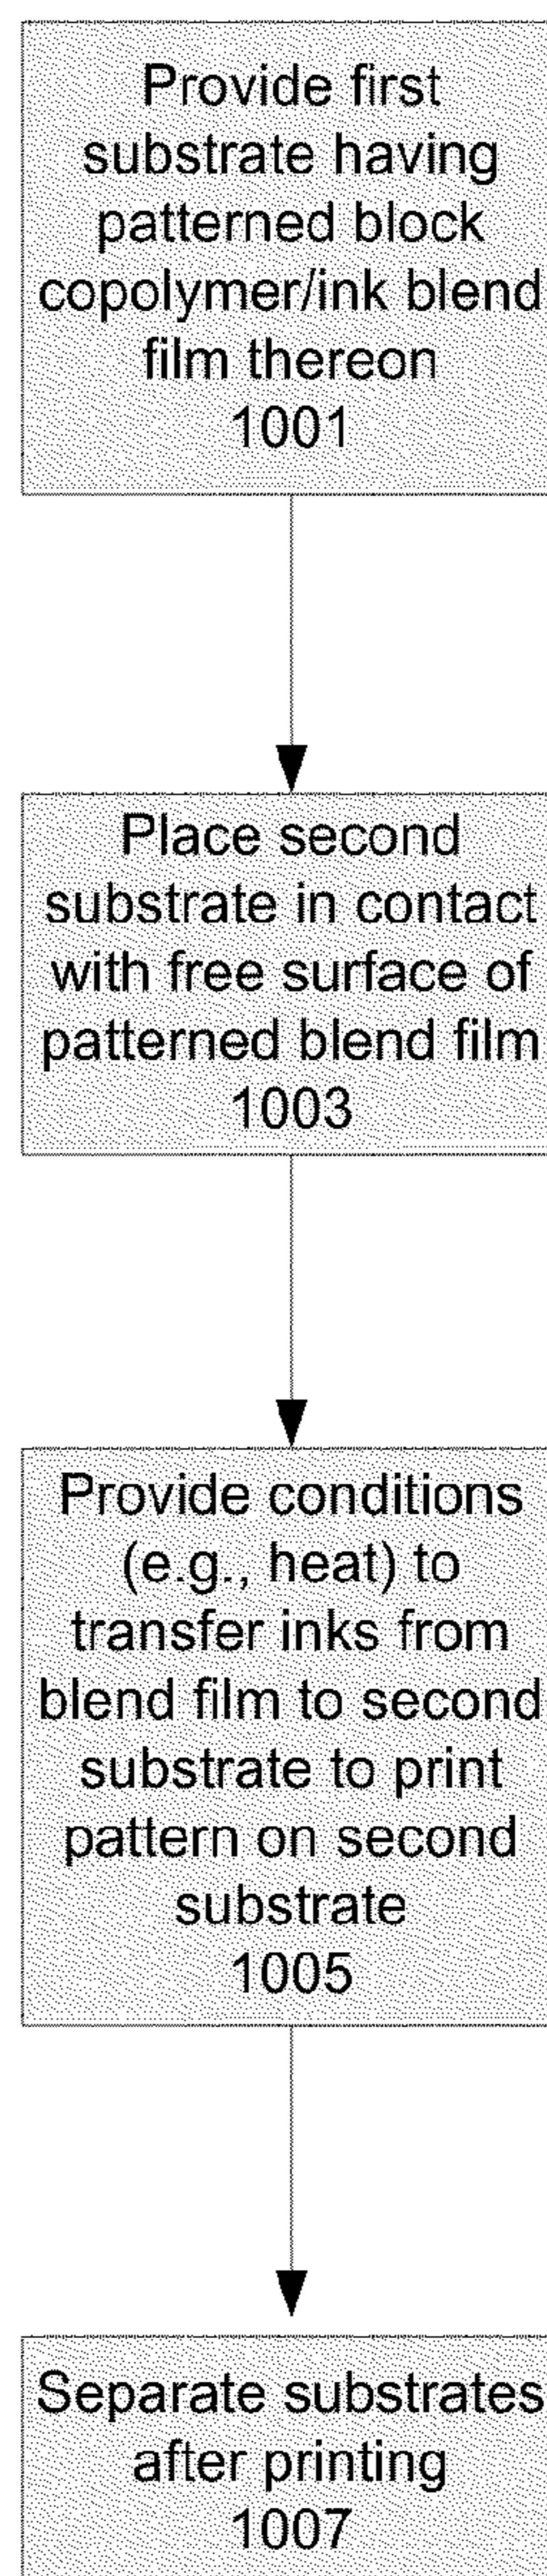 Provide first
substrate having
patterned block
copolymer/ink blend
film thereon
1001
Place second
substrate in contact
with free surface of
patterned blend film
1003
Provide conditions
(e.g., heat) to
transfer inks from
blend film to second
substrate to print
pattern on second
substrate
1005
Separate substrates
after printing
1007